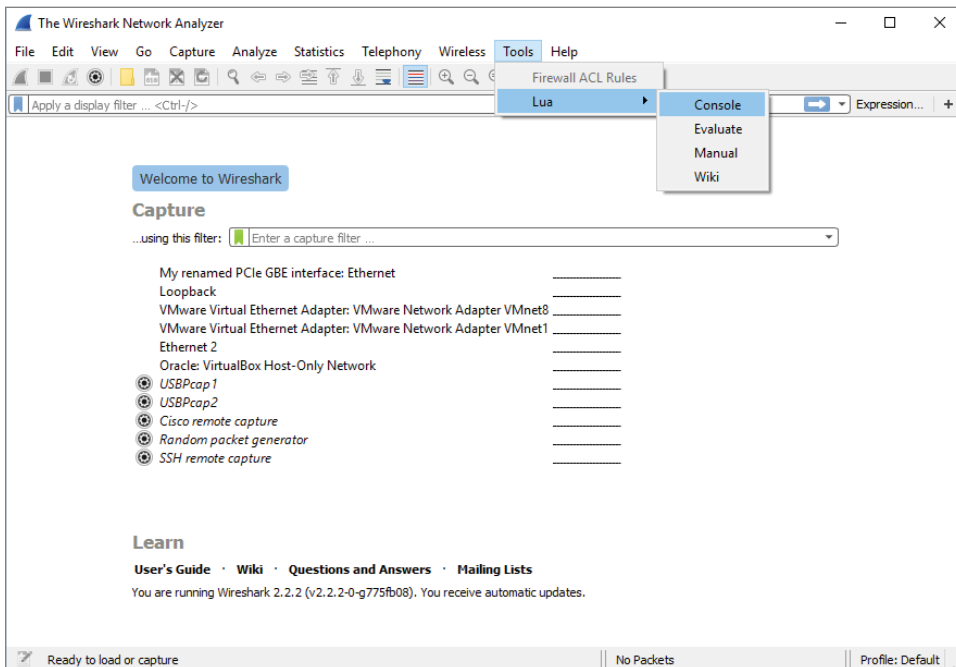 The Wireshark Network Analyzer
File Edit View Go Capture Analyze Statistics Telephony Wireless Tools Help
Firewall ACL Rules
Apply a display filter ... <Ctrl-/>
Expression... +
Lua
Console
Evaluate
Manual
Wiki
Welcome to Wireshark
Capture
...using this filter: Enter a capture filter ...
My renamed PCIe GBE interface: Ethernet
Loopback
VMware Virtual Ethernet Adapter: VMware Network Adapter VMnet8
VMware Virtual Ethernet Adapter: VMware Network Adapter VMnet1
Ethernet 2
Oracle: VirtualBox Host-Only Network
USBPcap1
USBPcap2
Cisco remote capture
Random packet generator
SSH remote capture
Learn
User's Guide · Wiki · Questions and Answers · Mailing Lists
You are running Wireshark 2.2.2 (v2.2.2-0-g775fb08). You receive automatic updates.
Ready to load or capture No Packets Profile: Default